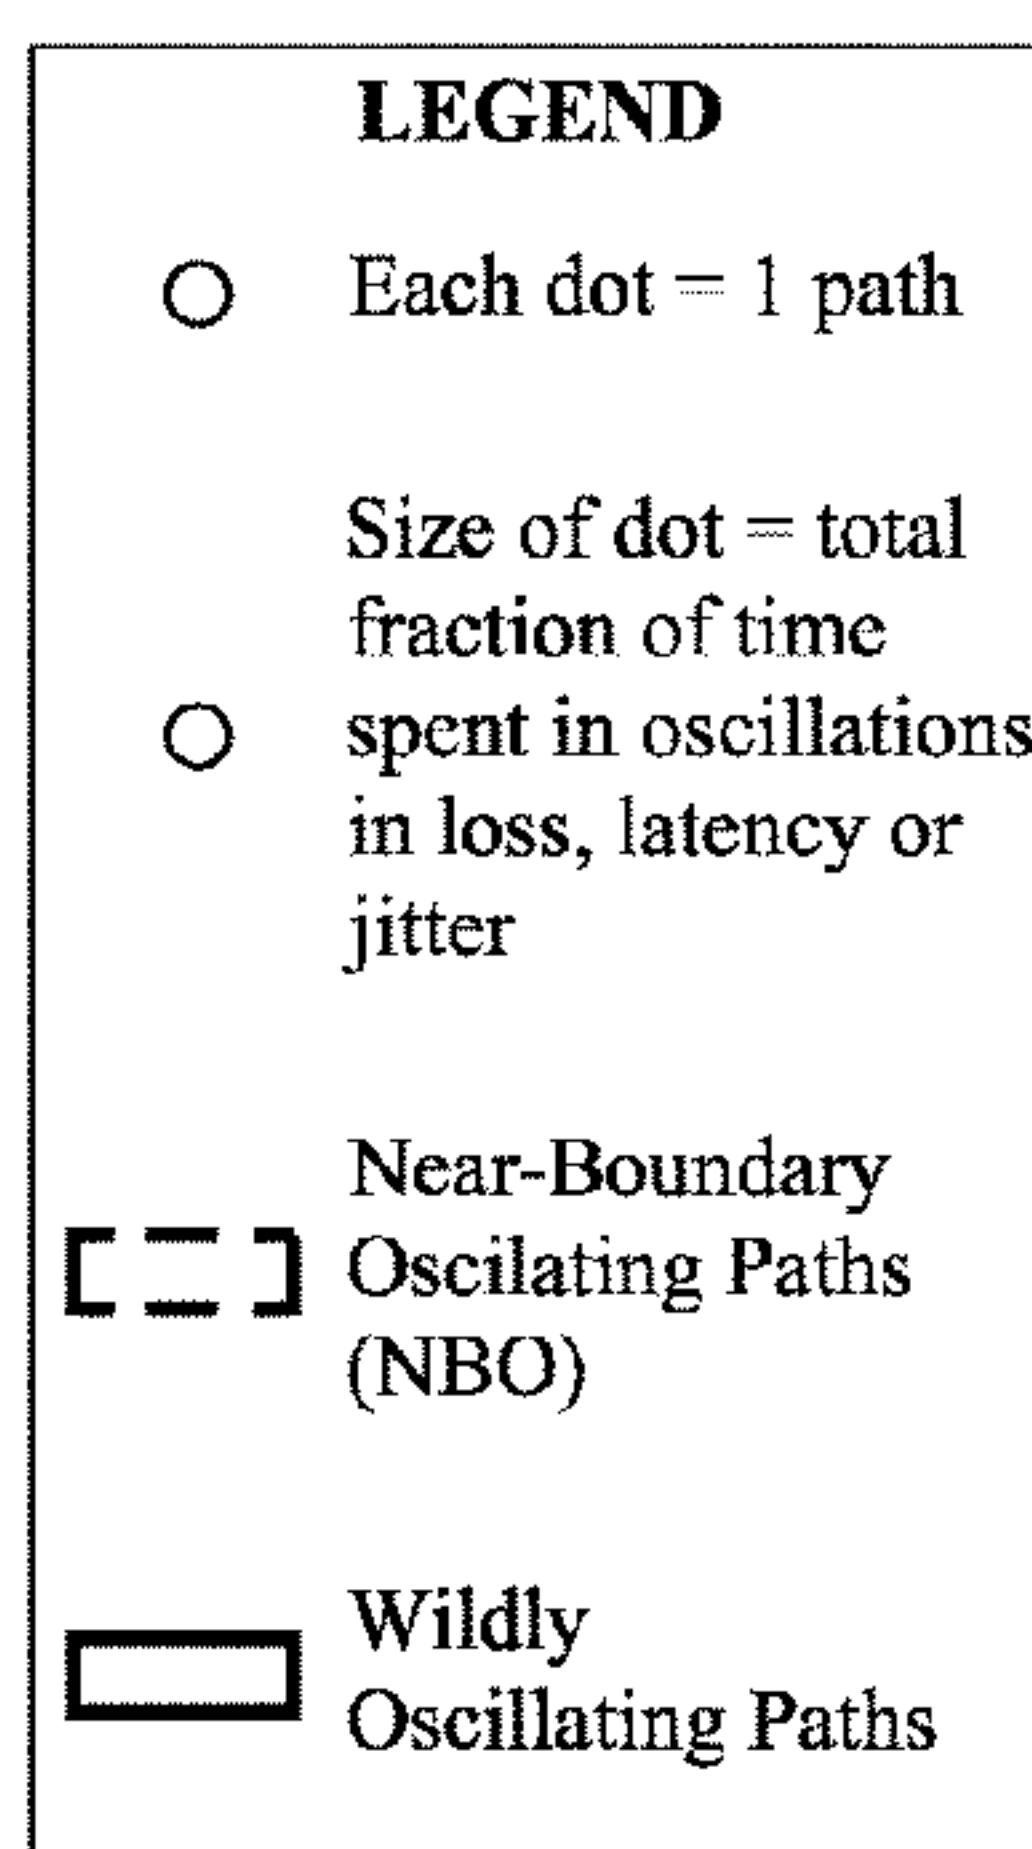 LEGEND
Each dot = 1 path
Size of dot = total
fraction of time
spent in oscillations
in loss, latency or
jitter
Near-Boundary
Oscilating Paths
(NBO)
Wildly
Oscillating Paths